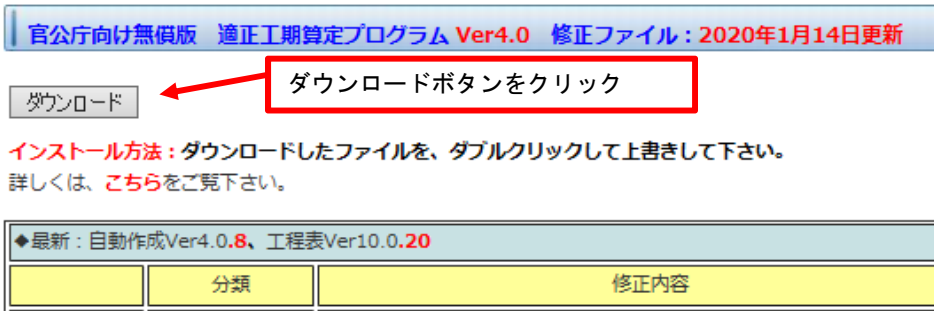 官公庁向け無償版 適正工期算定プログラム Ver4.0 修正ファイル：2020年1月14日更新
ダウンロードボタンをクリック
ダウンロード
インストール方法：ダウンロードしたファイルを、ダブルクリックして上書きして下さい。
詳しくは、こちらをご覧下さい。
◆最新：自動作成Ver4.0.8、工程表Ver10.0.20
分類 修正内容